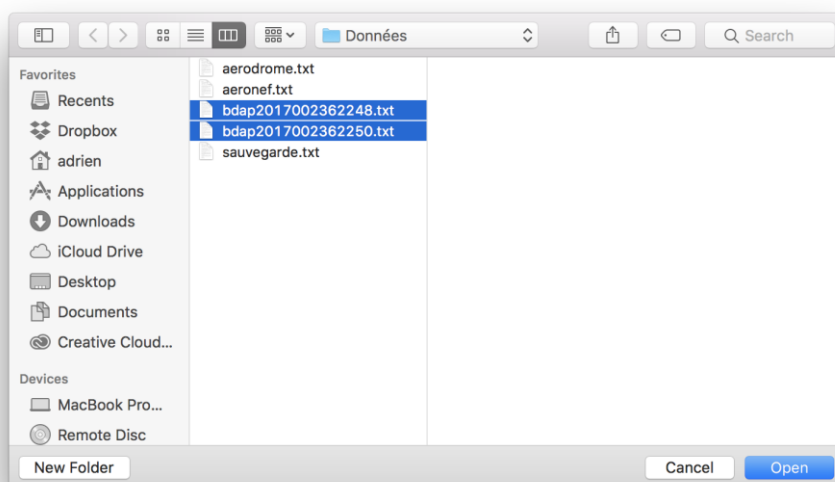 Données
Search
Favorites
Recents
Dropbox
adrien
Applications
Downloads
iCloud Drive
Desktop
Documents
Creative Cloud...
Devices
MacBook Pro...
Remote Disc
aerodrome.txt
aeronef.txt
bdap2017002362248.txt
bdap2017002362250.txt
sauvegarde.txt
New Folder
Cancel
Open